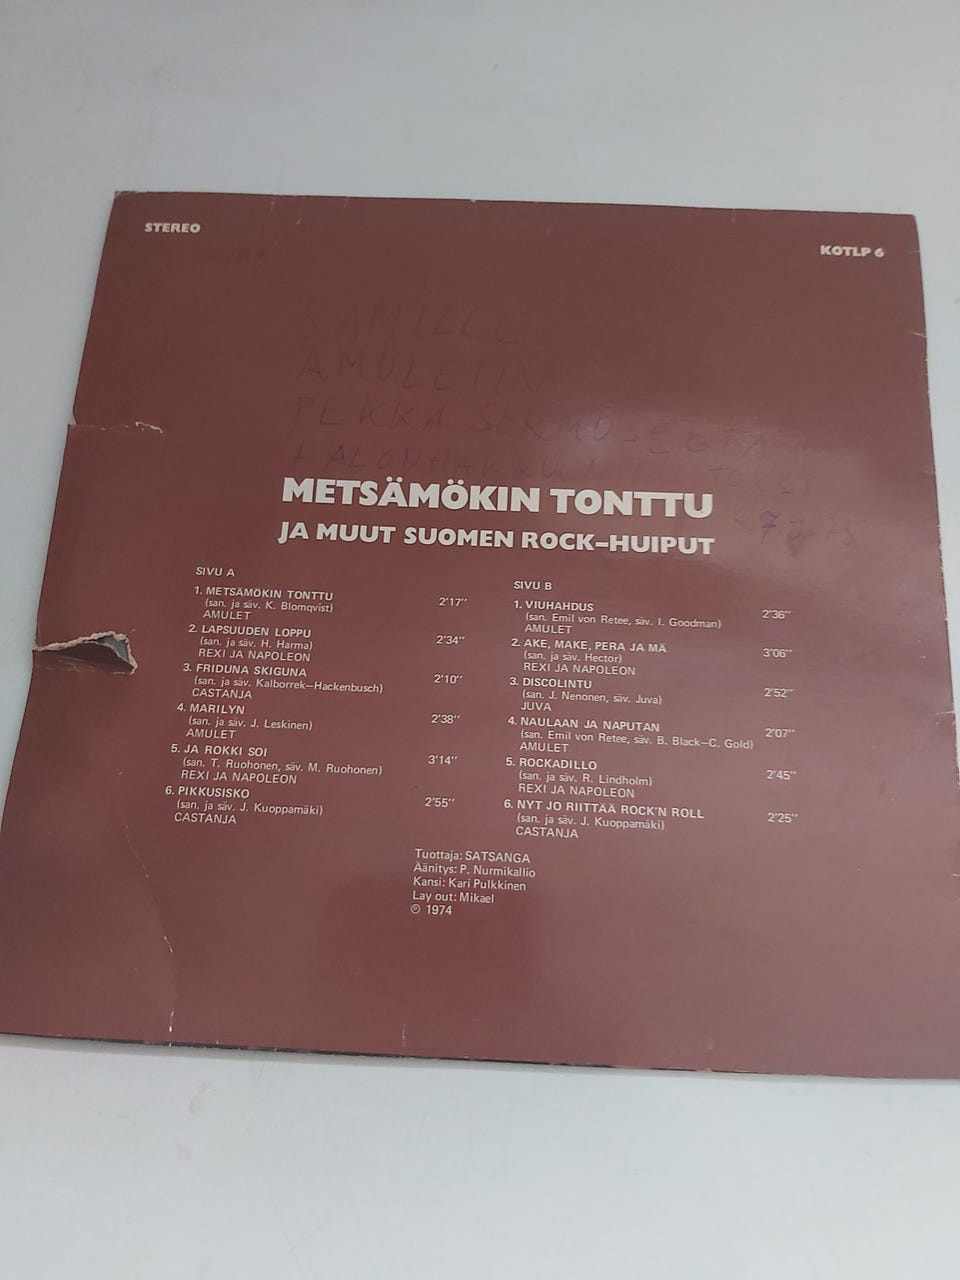 STEREO
KOTLP 6
SAMILLE
AMULETIN
PEKKA
METSÄMÖKIN TONTTU
JA MUUT SUOMEN ROCK–HUIPUT
SIVU A
1. METSÄMÖKIN TONTTU 2'17''
(san. ja säv. K. Blomqvist)
AMULET
2. LAPSUUDEN LOPPU 2'34''
(san. ja säv. H. Harma)
REXI JA NAPOLEON
3. FRIDUNA SKIGUNA 2'10''
(san. ja säv. Kalborrek–Hackenbusch)
CASTANJA
4. MARILYN 2'38''
(san. ja säv. J. Leskinen)
AMULET
5. JA ROKKI SOI 3'14''
(san. T. Ruohonen, säv. M. Ruohonen)
REXI JA NAPOLEON
6. PIKKUSISKO 2'55''
(san. ja säv. J. Kuoppamäki)
CASTANJA
SIVU B
1. VIUHAHDUS 2'36''
(san. Emil von Retee, säv. I. Goodman)
AMULET
2. AKE, MAKE, PERA JA MÄ 3'06''
(san. ja säv. Hector)
REXI JA NAPOLEON
3. DISCOLINTU 2'52''
(san. J. Nenonen, säv. Juva)
JUVA
4. NAULAAN JA NAPUTAN 2'07''
(san. Emil von Retee, säv. B. Black–C. Gold)
AMULET
5. ROCKADILLO 2'45''
(san. ja säv. R. Lindholm)
REXI JA NAPOLEON
6. NYT JO RIITTÄÄ ROCK'N ROLL 2'25''
(san. ja säv. J. Kuoppamäki)
CASTANJA
Tuottaja: SATSANGA
Äänitys: P. Nurmikallio
Kansi: Kari Pulkkinen
Lay out: Mikael
℗ 1974